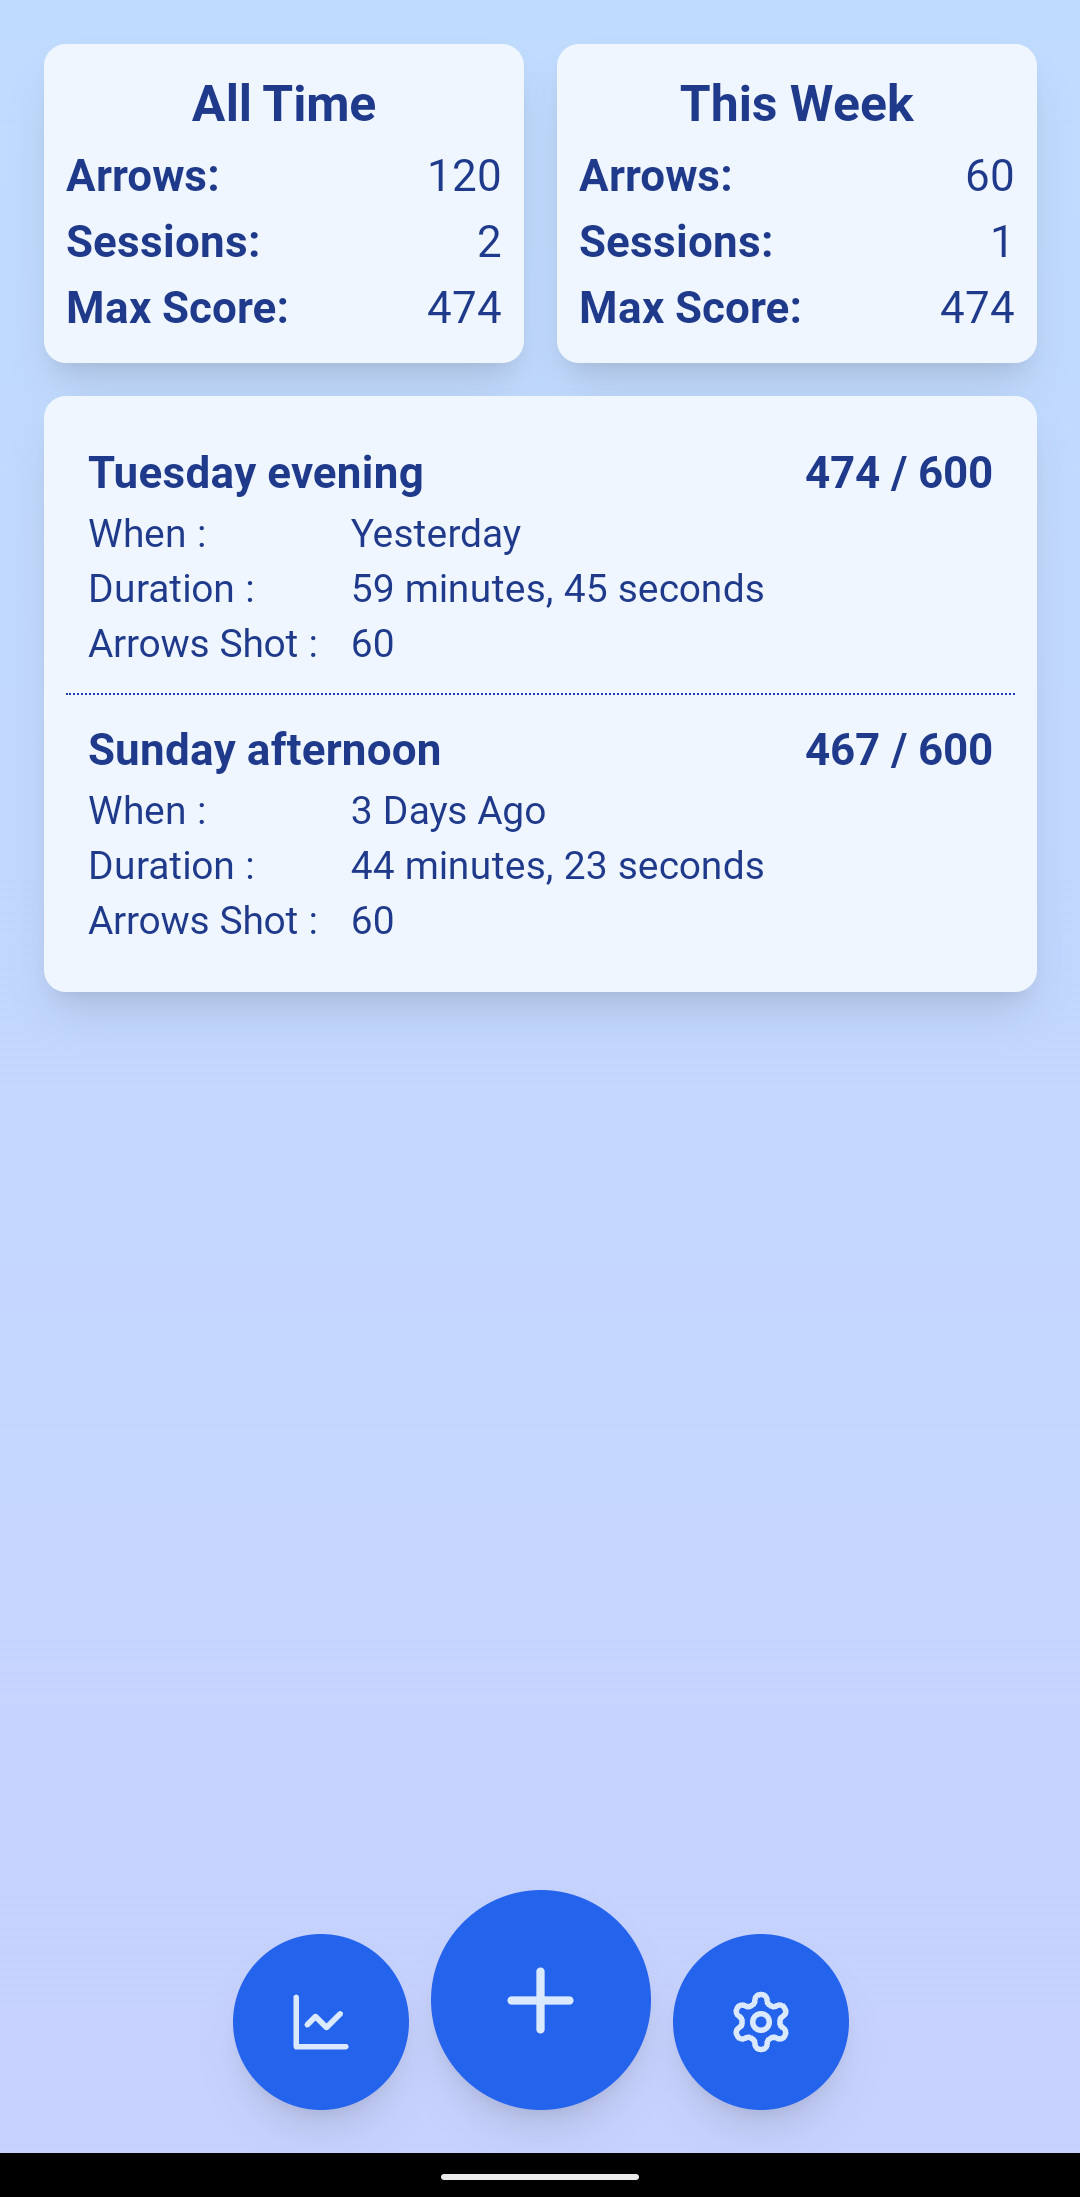 All Time
Arrows: 120
Sessions: 2
Max Score: 474
This Week
Arrows: 60
Sessions: 1
Max Score: 474
Tuesday evening 474 / 600
When : Yesterday
Duration : 59 minutes, 45 seconds
Arrows Shot : 60
Sunday afternoon 467 / 600
When : 3 Days Ago
Duration : 44 minutes, 23 seconds
Arrows Shot : 60